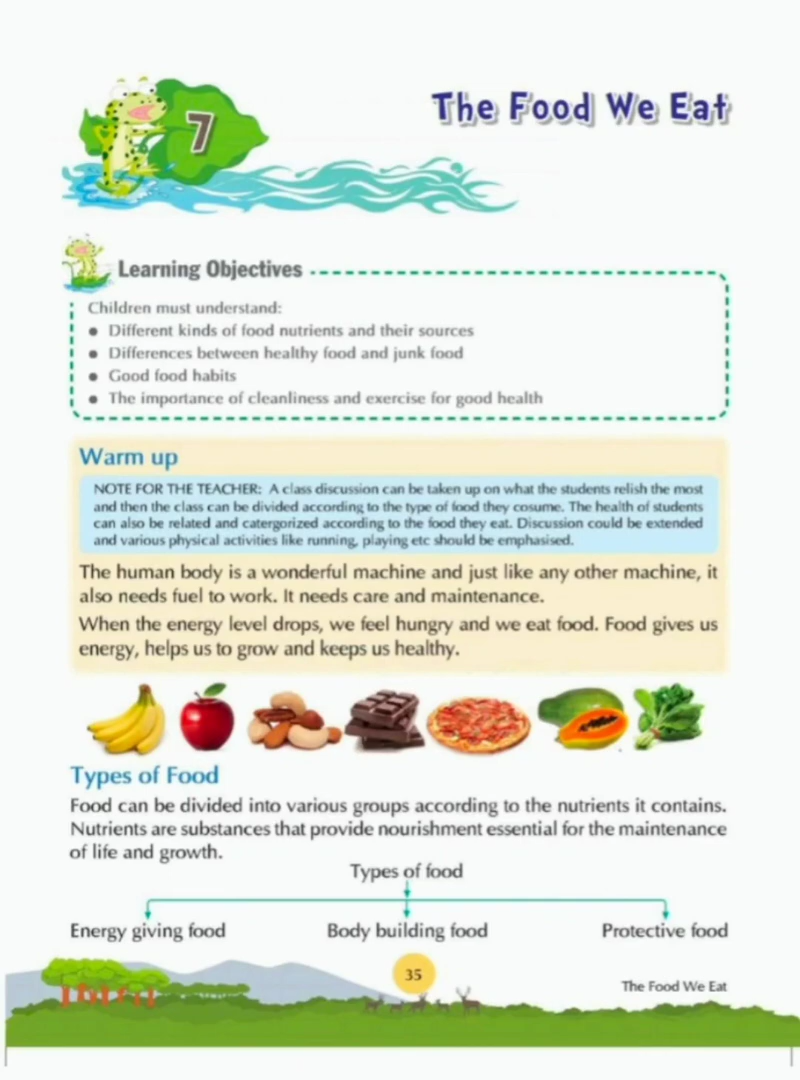 7
The Food We Eat
Learning Objectives
Children must understand:
● Different kinds of food nutrients and their sources
● Differences between healthy food and junk food
● Good food habits
● The importance of cleanliness and exercise for good health
Warm up
NOTE FOR THE TEACHER: A class discussion can be taken up on what the students relish the most
and then the class can be divided according to the type of food they cosume. The health of students
can also be related and catergorized according to the food they eat. Discussion could be extended
and various physical activities like running, playing etc should be emphasised.
The human body is a wonderful machine and just like any other machine, it
also needs fuel to work. It needs care and maintenance.
When the energy level drops, we feel hungry and we eat food. Food gives us
energy, helps us to grow and keeps us healthy.
Types of Food
Food can be divided into various groups according to the nutrients it contains.
Nutrients are substances that provide nourishment essential for the maintenance
of life and growth.
Types of food
Energy giving food Body building food Protective food
35
The Food We Eat